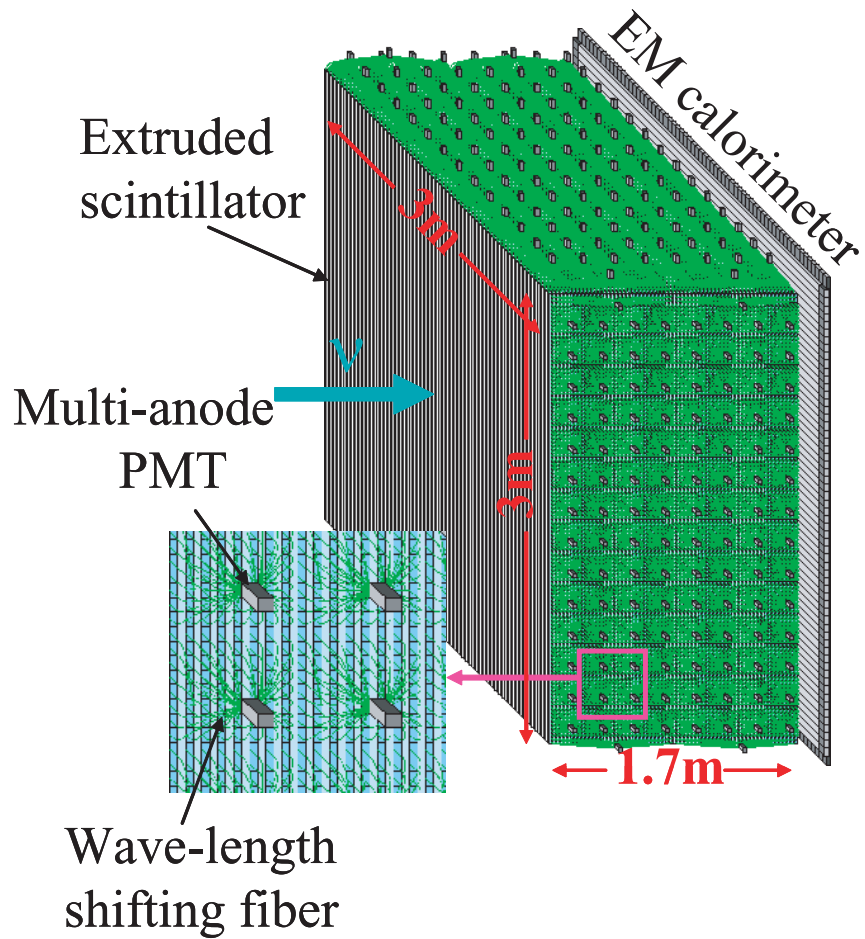 EM calorimeter
Extruded
scintillator
3m
ν
Multi-anode
PMT
3m
1.7m
Wave-length
shifting fiber